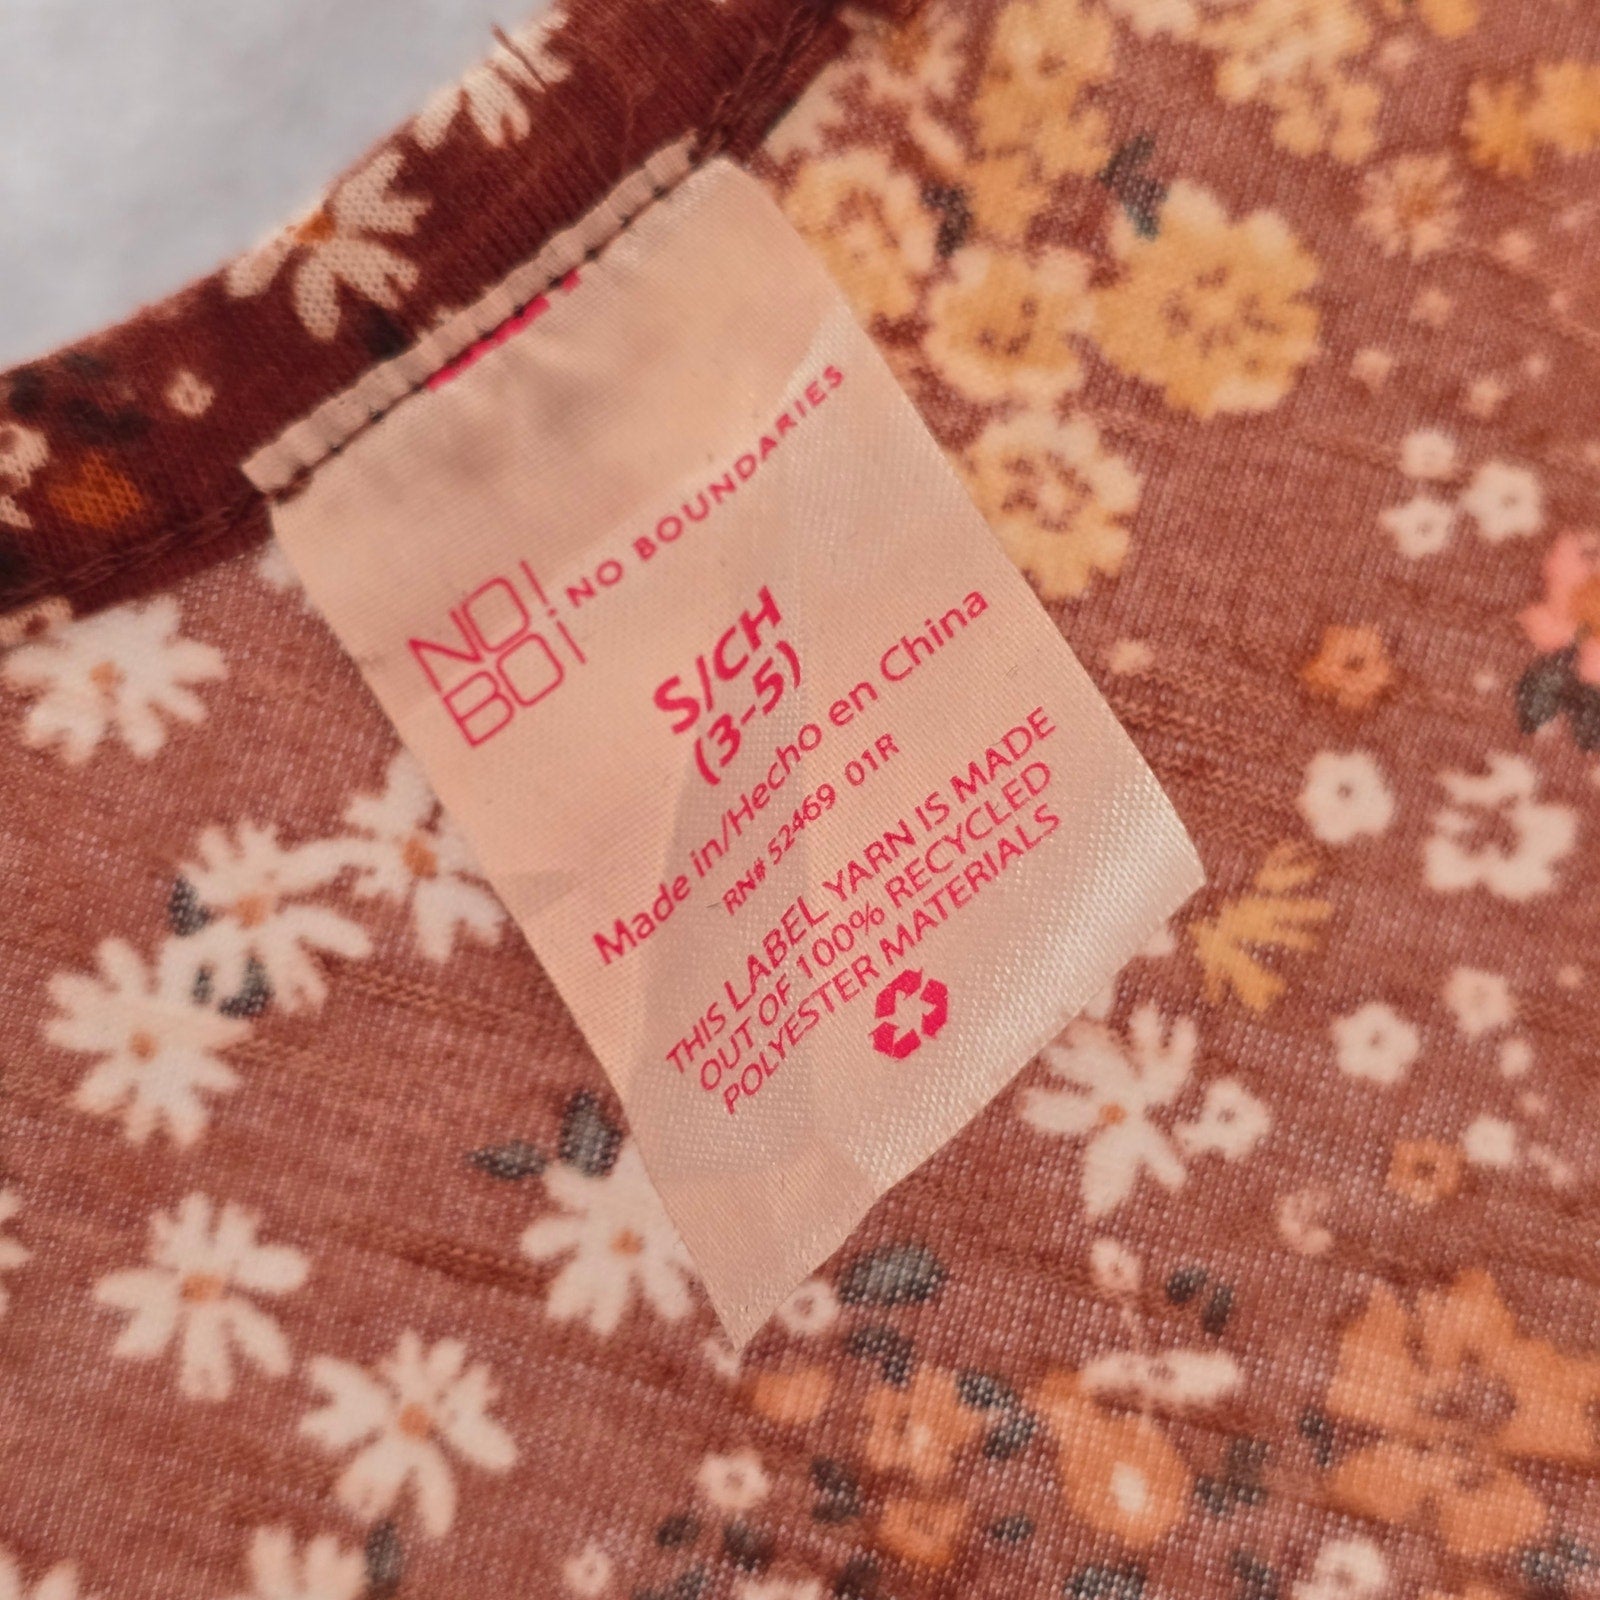 NO!
BOi
NO BOUNDARIES
S/CH
(3-5)
Made in/Hecho en China
RN# 52469 01R
THIS LABEL YARN IS MADE
OUT OF 100% RECYCLED
POLYESTER MATERIALS